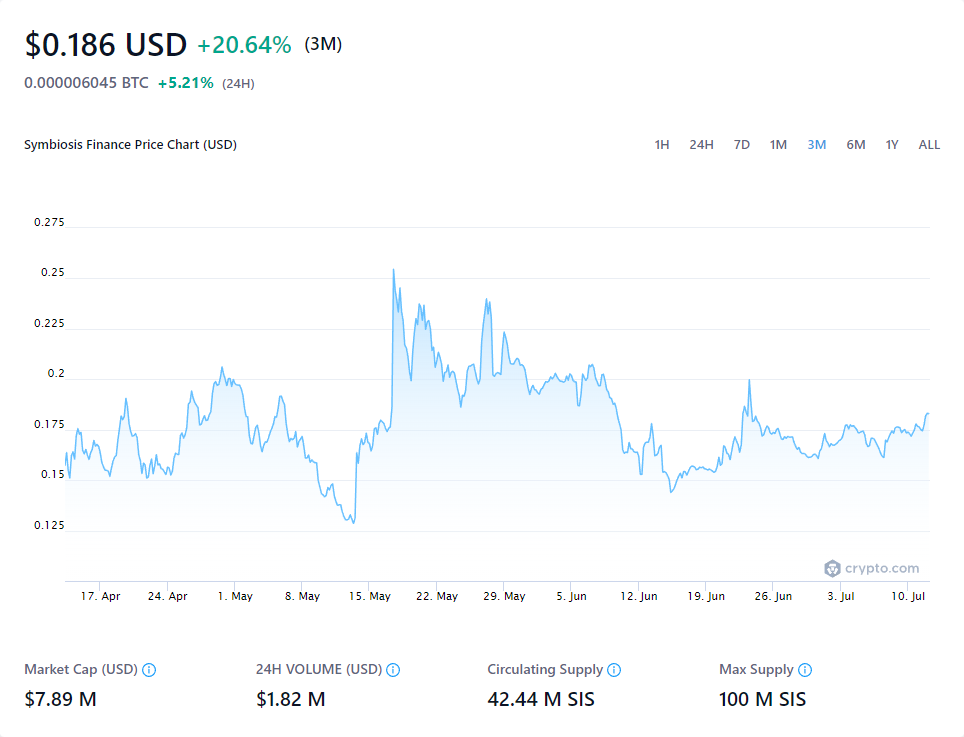 $0.186 USD +20.64% (3M)
0.000006045 BTC +5.21% (24H)
Symbiosis Finance Price Chart (USD)
1H 24H 7D 1M 3M 6M 1Y ALL
0.275
0.25
0.225
0.2
0.175
0.15
0.125
crypto.com
17. Apr 24. Apr 1. May 8. May 15. May 22. May 29. May 5. Jun 12. Jun 19. Jun 26. Jun 3. Jul 10. Jul
Market Cap (USD) 24H VOLUME (USD) Circulating Supply Max Supply
$7.89 M $1.82 M 42.44 M SIS 100 M SIS